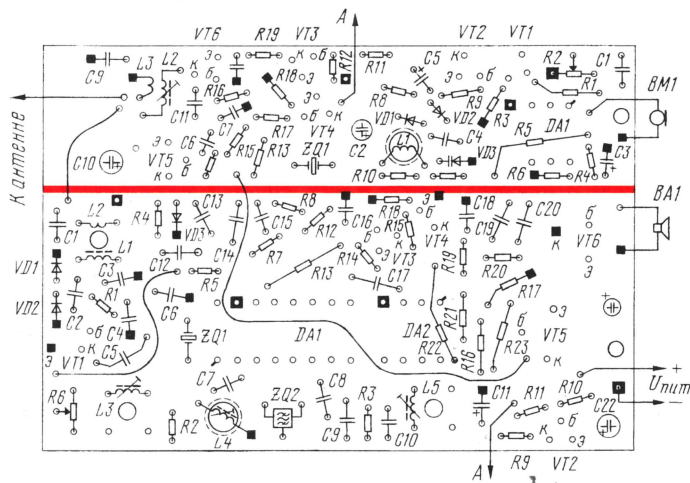 VT6 R19 VT3 А VT2 VT1
L3 L2 Э К б R12 R11 C5 К R2 C1
C9 б R16 R18 Э Э б R1
C11 К К R8 R9 R3 BM1
C7 R17 VT4 VD1 VD2 DA1
C6 R15 R13 C2 C4 R5 C3
К антенне
C10 VT5 Э б К ZQ1 L1 VD3 R6 R4
R10
L2 C13 R8 C16 R18 Э C18 C20 б BA1
C1 R4 VD3 C14 C15 R12 R15 б C19 К VT6
L1 R7 R14 К VT4 R19 Э
VD1 C3 C12 R13 Э VT3 R20
VD2 C2 R1 R5 C17 R17
C6 R21
C4 б ZQ1 DA1 DA2 б Э VT5
VT1 К C5 R22 R16 R23 К
Э
C7 C8 R3 L5 C11 R10 + Uпит
R6 L3 ZQ2 R11 C22 −
R2 L4 C9 C10 К б Э
А R9 VT2